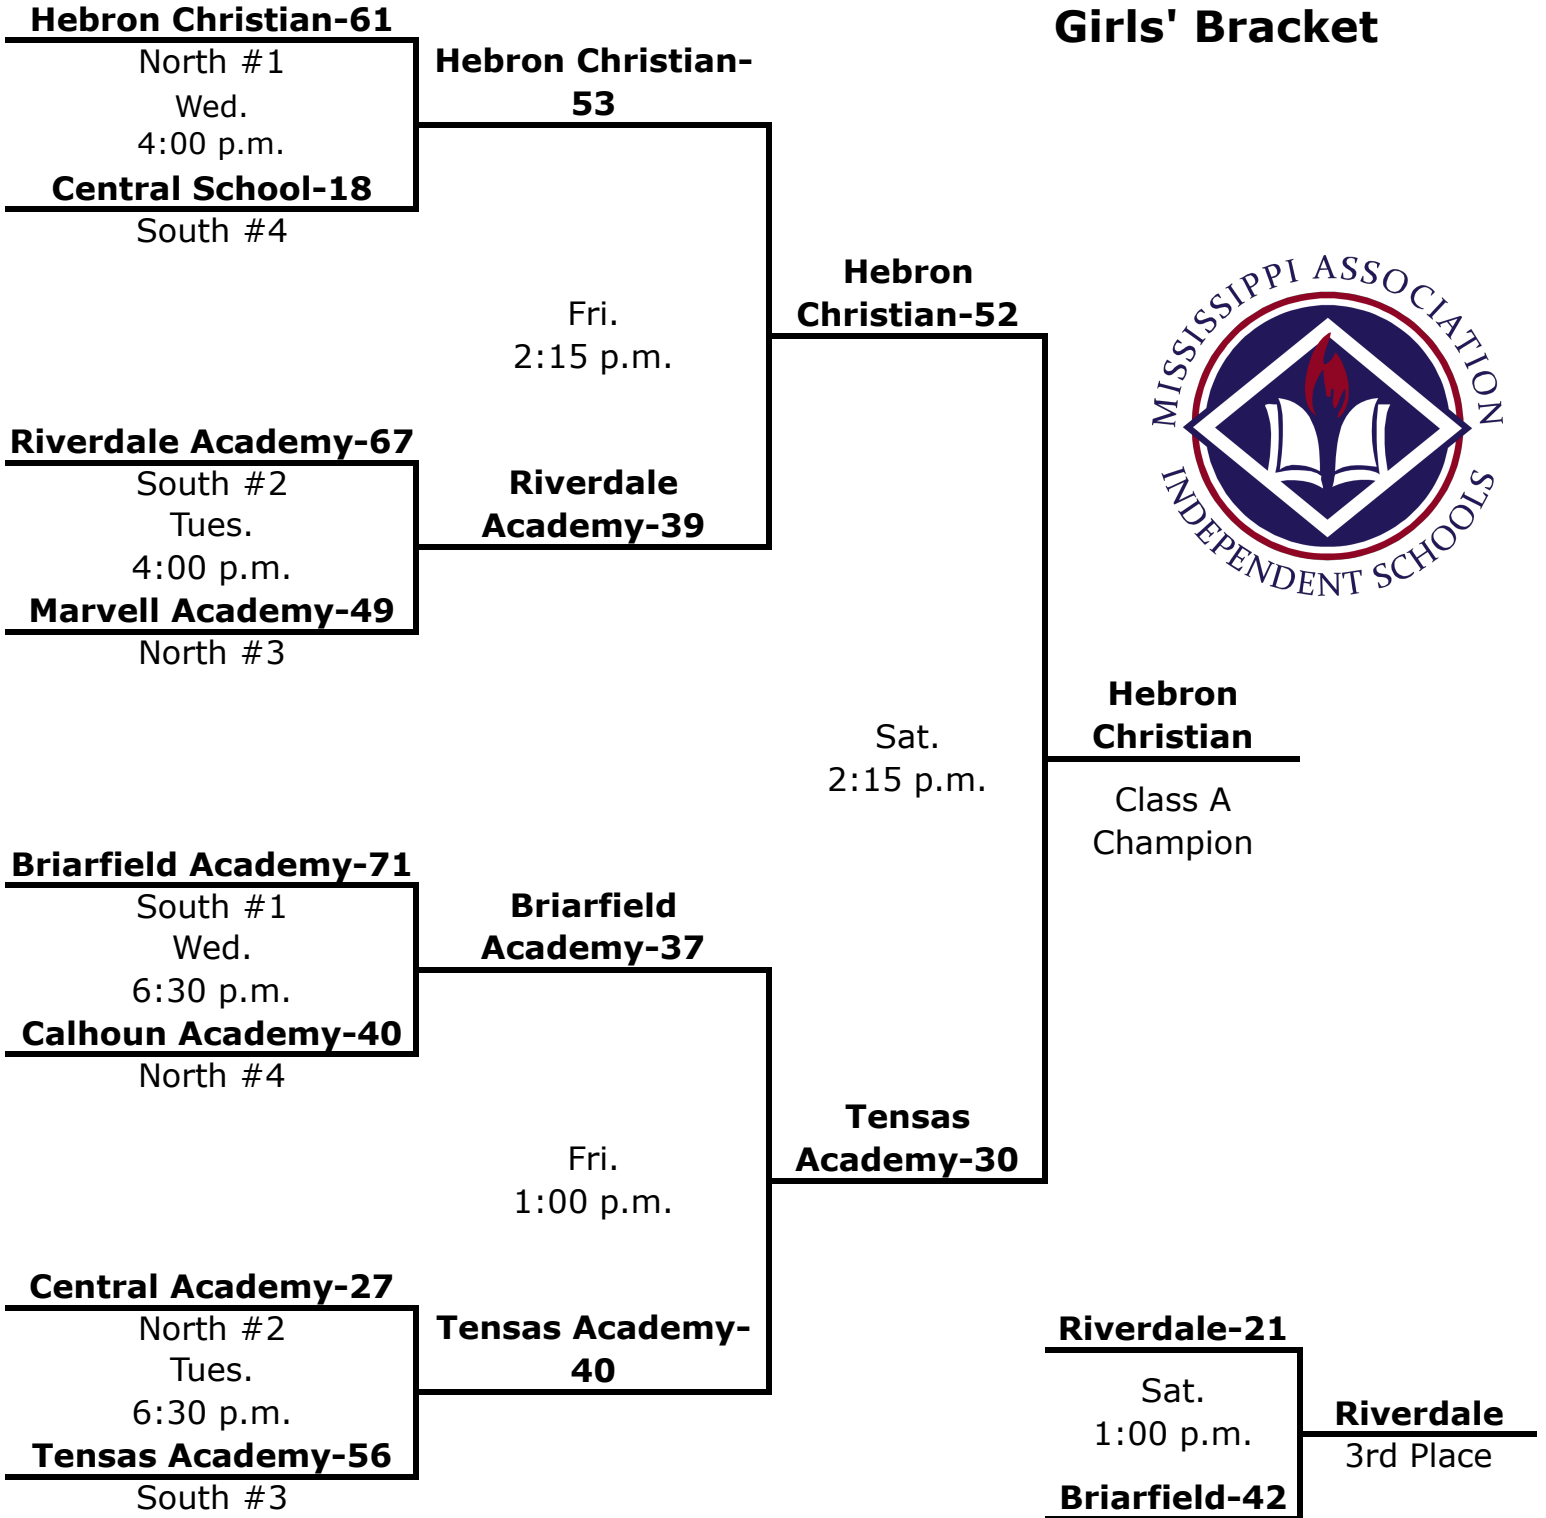 Girls' Bracket
Hebron Christian-61
North #1
Wed.
4:00 p.m.
Central School-18
South #4
Hebron Christian-
53
Fri.
2:15 p.m.
Riverdale Academy-67
South #2
Tues.
4:00 p.m.
Marvell Academy-49
North #3
Riverdale
Academy-39
Hebron
Christian-52
MISSISSIPPI ASSOCIATION
INDEPENDENT SCHOOLS
Sat.
2:15 p.m.
Hebron
Christian
Class A
Champion
Briarfield Academy-71
South #1
Wed.
6:30 p.m.
Calhoun Academy-40
North #4
Briarfield
Academy-37
Fri.
1:00 p.m.
Tensas
Academy-30
Central Academy-27
North #2
Tues.
6:30 p.m.
Tensas Academy-56
South #3
Tensas Academy-
40
Riverdale-21
Sat.
1:00 p.m.
Briarfield-42
Riverdale
3rd Place